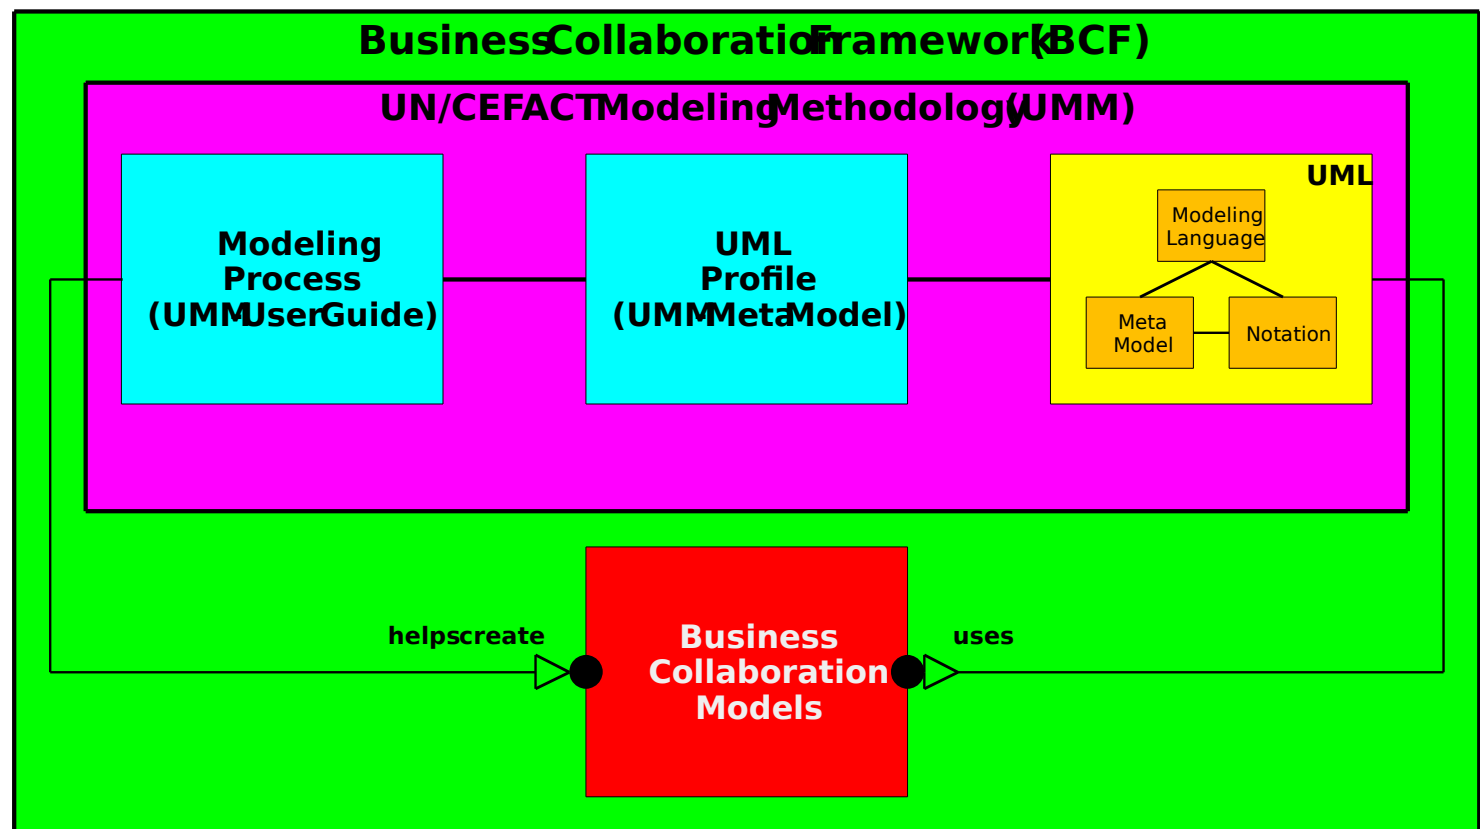 Business Collaboration Framework (BCF)
UN/CEFACT Modeling Methodology (UMM)
Modeling
Process
(UMM User Guide)
UML
Profile
(UMM Meta Model)
UML
Modeling
Language
Meta
Model
Notation
helps create
Business
Collaboration
Models
uses